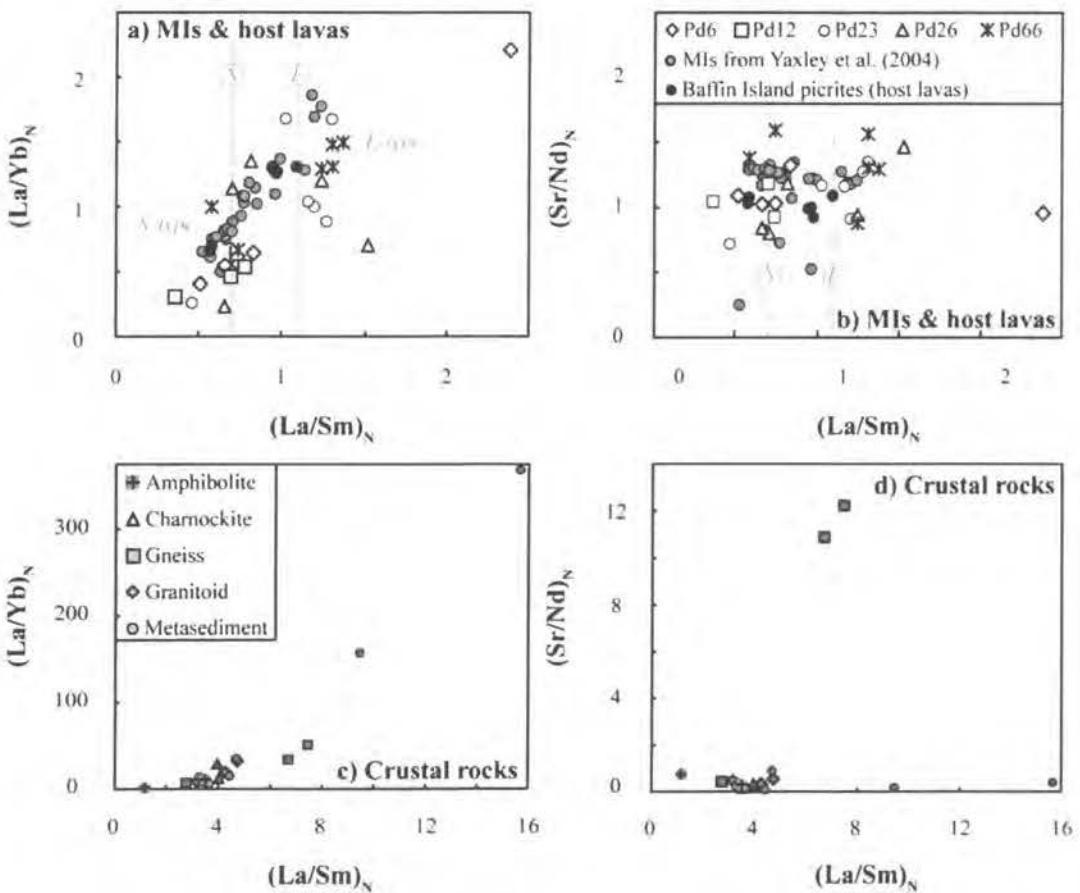 a) MIs & host lavas
2
1
0
(La/Yb)N
0 1 2
(La/Sm)N
Pd6 Pd12 Pd23 Pd26 Pd66
MIs from Yaxley et al. (2004)
Baffin Island picrites (host lavas)
2
1
0
(Sr/Nd)N
b) MIs & host lavas
0 1 2
(La/Sm)N
Amphibolite
Charnockite
Gneiss
Granitoid
Metasediment
300
200
100
0
(La/Yb)N
c) Crustal rocks
0 4 8 12 16
(La/Sm)N
d) Crustal rocks
12
8
4
0
(Sr/Nd)N
0 4 8 12 16
(La/Sm)N